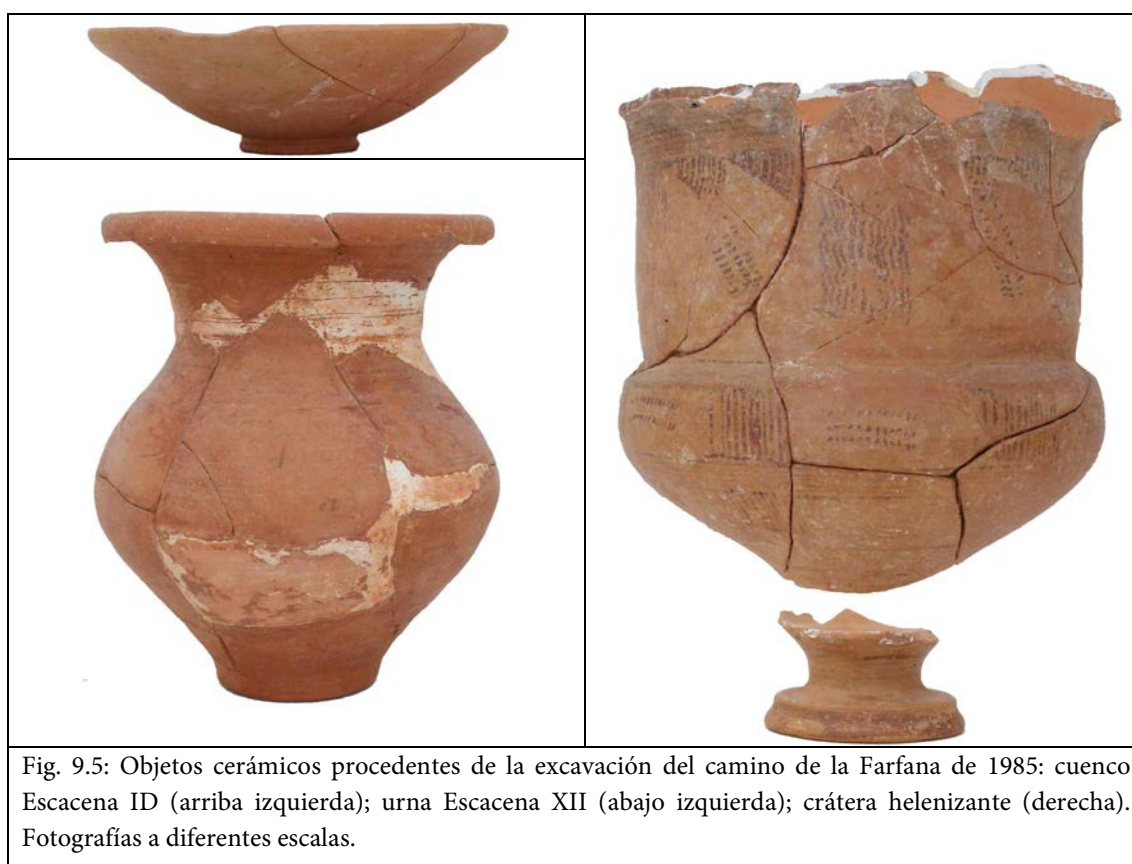 Fig. 9.5: Objetos cerámicos procedentes de la excavación del camino de la Farfana de 1985: cuenco
Escacena ID (arriba izquierda); urna Escacena XII (abajo izquierda); crátera helenizante (derecha).
Fotografías a diferentes escalas.